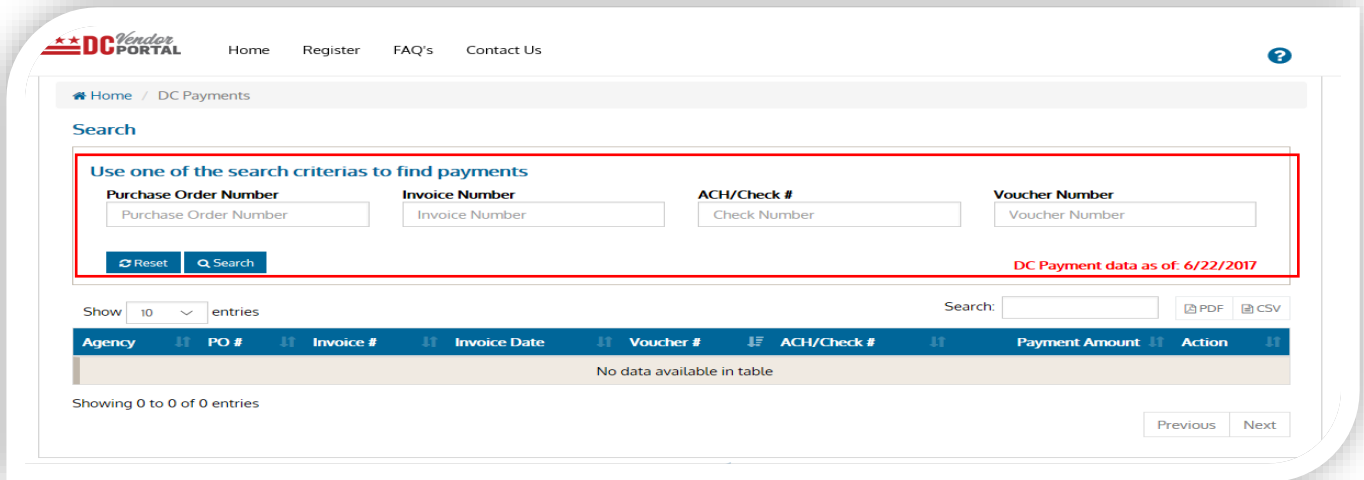 DC Vendor PORTAL Home Register FAQ's Contact Us
Home / DC Payments
Search
Use one of the search criterias to find payments
Purchase Order Number Invoice Number ACH/Check # Voucher Number
Purchase Order Number Invoice Number Check Number Voucher Number
Reset Search DC Payment data as of: 6/22/2017
Show 10 entries Search: PDF CSV
Agency PO # Invoice # Invoice Date Voucher # ACH/Check # Payment Amount Action
No data available in table
Showing 0 to 0 of 0 entries
Previous Next